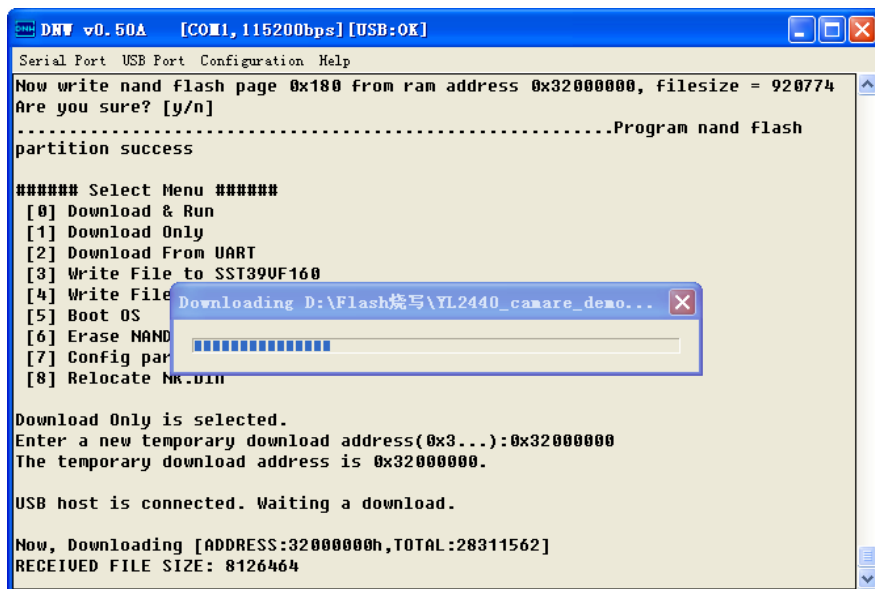 DNW v0.50A [COM1,115200bps][USB:OK]
Serial Port USB Port Configuration Help
Now write nand flash page 0x180 from ram address 0x32000000, filesize = 920774
Are you sure? [y/n]
.........................................................Program nand flash
partition success
###### Select Menu ######
[0] Download & Run
[1] Download Only
[2] Download From UART
[3] Write File to SST39VF160
[4] Write File
Downloading D:\Flash烧写\YL2440_camare_demo...
[5] Boot OS
[6] Erase NAND
[7] Config par
[8] Relocate NK.bin
Download Only is selected.
Enter a new temporary download address(0x3...):0x32000000
The temporary download address is 0x32000000.
USB host is connected. Waiting a download.
Now, Downloading [ADDRESS:32000000h,TOTAL:28311562]
RECEIVED FILE SIZE: 8126464